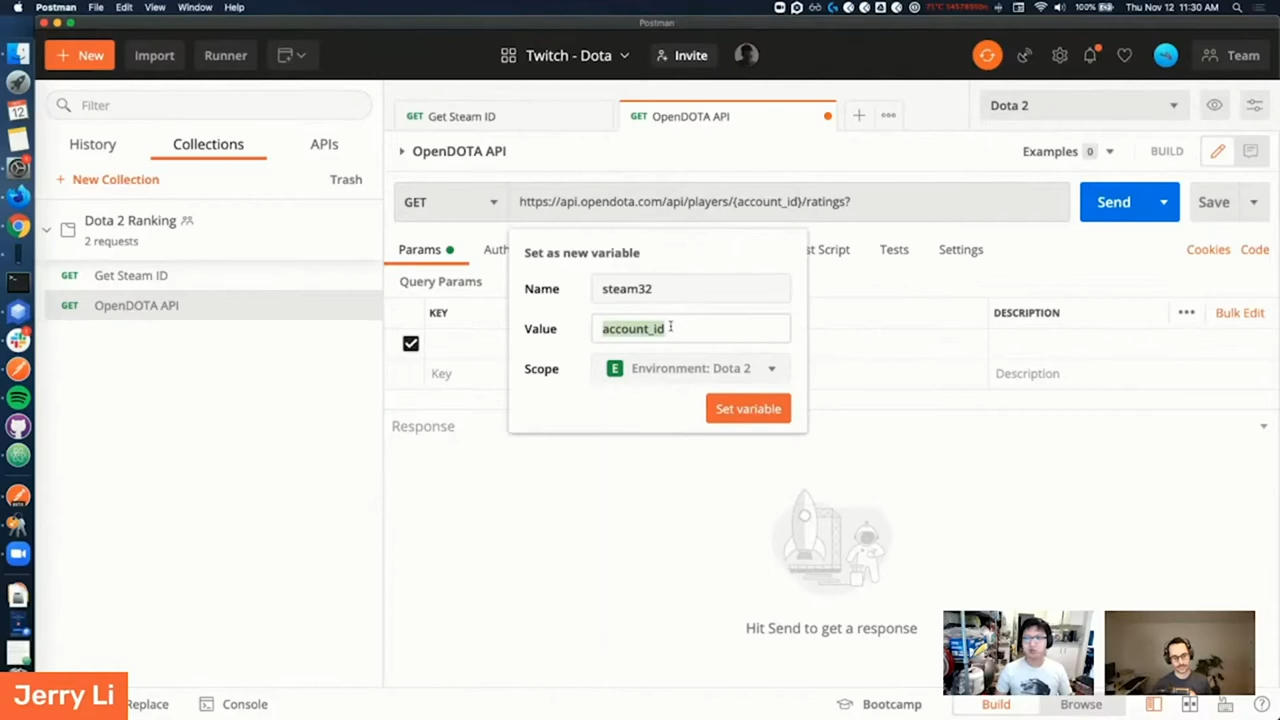 Postman File Edit View Window Help
100% Thu Nov 12 11:30 AM
Postman
+ New Import Runner Twitch - Dota Invite Team
Filter
History Collections APIs
+ New Collection Trash
Dota 2 Ranking
2 requests
GET Get Steam ID
GET OpenDOTA API
GET Get Steam ID GET OpenDOTA API Dota 2
OpenDOTA API Examples 0 BUILD
GET https://api.opendota.com/api/players/{account_id}/ratings? Send Save
Params Auth st Script Tests Settings Cookies Code
Query Params
KEY DESCRIPTION Bulk Edit
Key Description
Set as new variable
Name steam32
Value account_id
Scope E Environment: Dota 2
Set variable
Response
Hit Send to get a response
Jerry Li
Replace Console Bootcamp Build Browse